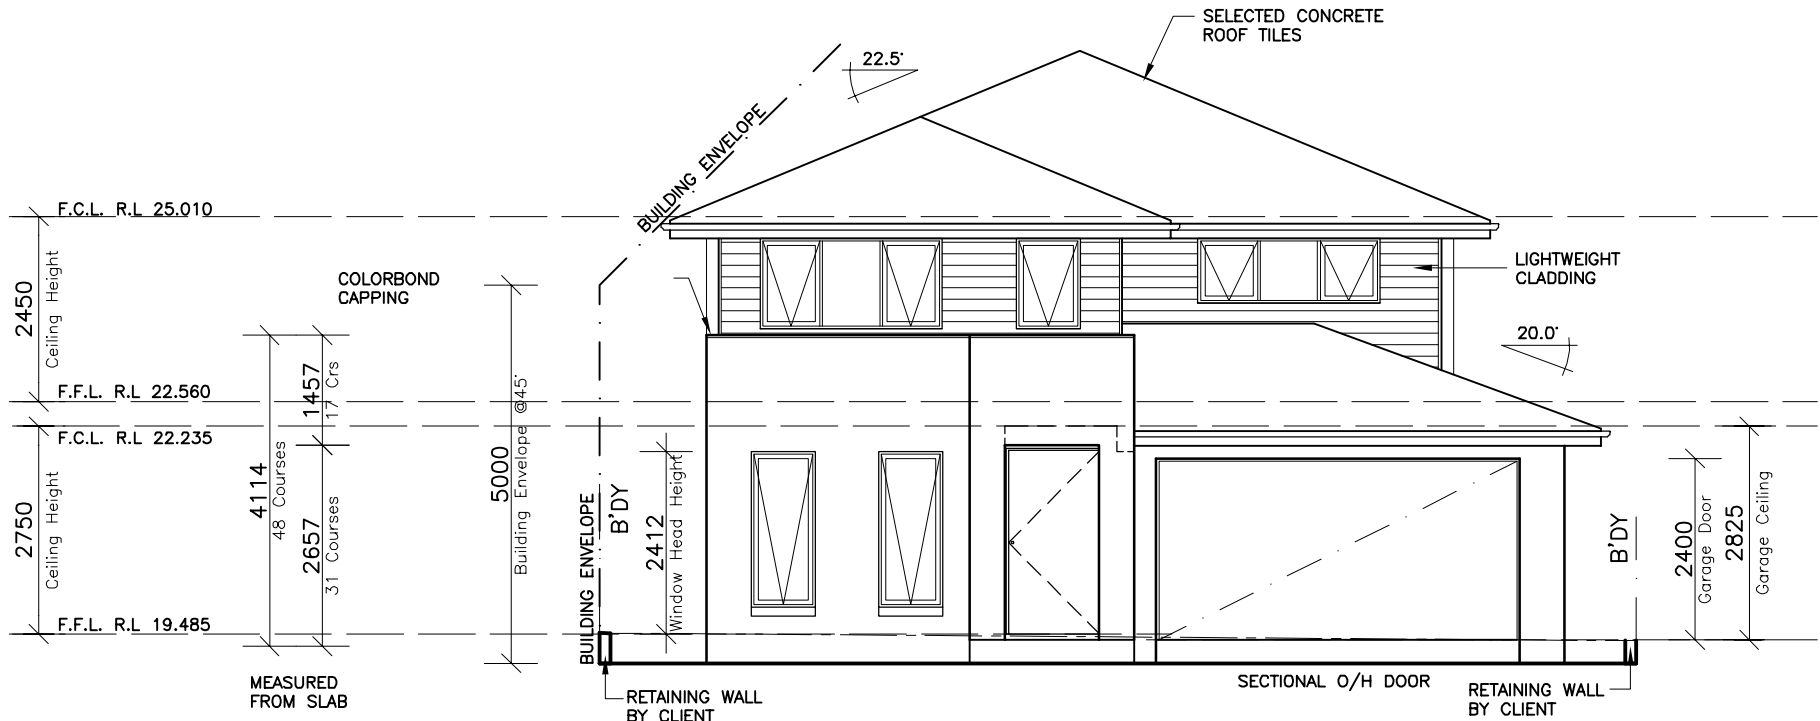 SELECTED CONCRETE
ROOF TILES
22.5°
BUILDING ENVELOPE
F.C.L. R.L 25.010
2450
Ceiling Height
COLORBOND
CAPPING
LIGHTWEIGHT
CLADDING
20.0°
F.F.L. R.L 22.560
F.C.L. R.L 22.235
2750
Ceiling Height
4114
48 Courses
1457
17 Crs
2657
31 Courses
5000
Building Envelope @45°
BUILDING ENVELOPE
B'DY
2412
Window Head Height
B'DY
2400
Garage Door
2825
Garage Ceiling
F.F.L. R.L 19.485
MEASURED
FROM SLAB
RETAINING WALL
BY CLIENT
SECTIONAL O/H DOOR
RETAINING WALL
BY CLIENT